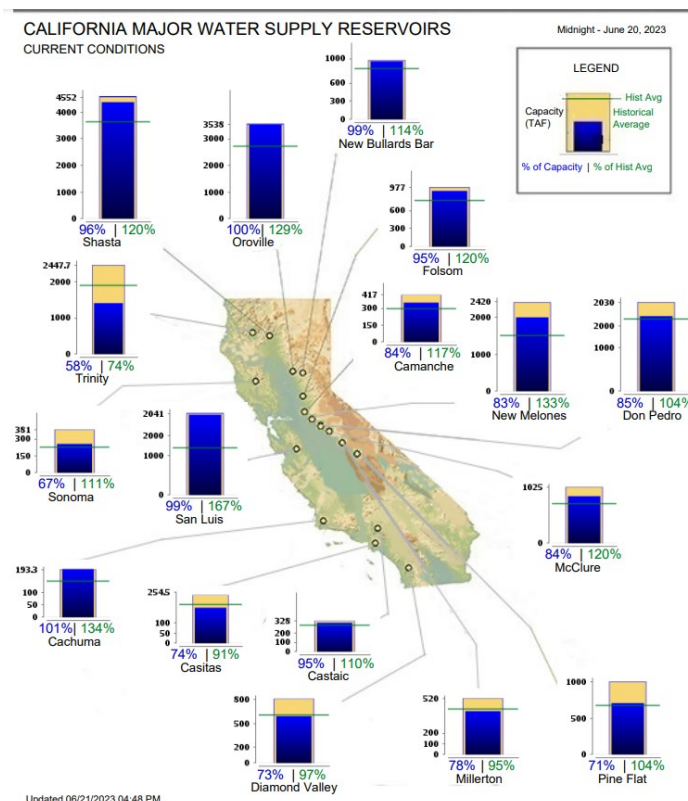 CALIFORNIA MAJOR WATER SUPPLY RESERVOIRS
CURRENT CONDITIONS
Midnight - June 20, 2023
LEGEND
Capacity
(TAF)
Hist Avg
Historical
Average
% of Capacity | % of Hist Avg
4552
4000
3000
2000
1000
0
96% | 120%
Shasta
3538
3000
2000
1000
0
100% | 129%
Oroville
1000
600
300
0
99% | 114%
New Bullards Bar
977
600
300
0
95% | 120%
Folsom
2447.7
2000
1000
0
58% | 74%
Trinity
417
300
150
0
84% | 117%
Camanche
2420
2000
1000
0
83% | 133%
New Melones
2030
2000
1000
0
85% | 104%
Don Pedro
381
300
150
0
67% | 111%
Sonoma
2041
2000
1000
0
99% | 167%
San Luis
1025
0
84% | 120%
McClure
193.3
100
50
0
101% | 134%
Cachuma
254.5
100
50
0
74% | 91%
Casitas
328
200
100
0
95% | 110%
Castaic
800
500
200
0
73% | 97%
Diamond Valley
520
200
100
0
78% | 95%
Millerton
1000
500
0
71% | 104%
Pine Flat
Updated 06/21/2023 04:48 PM